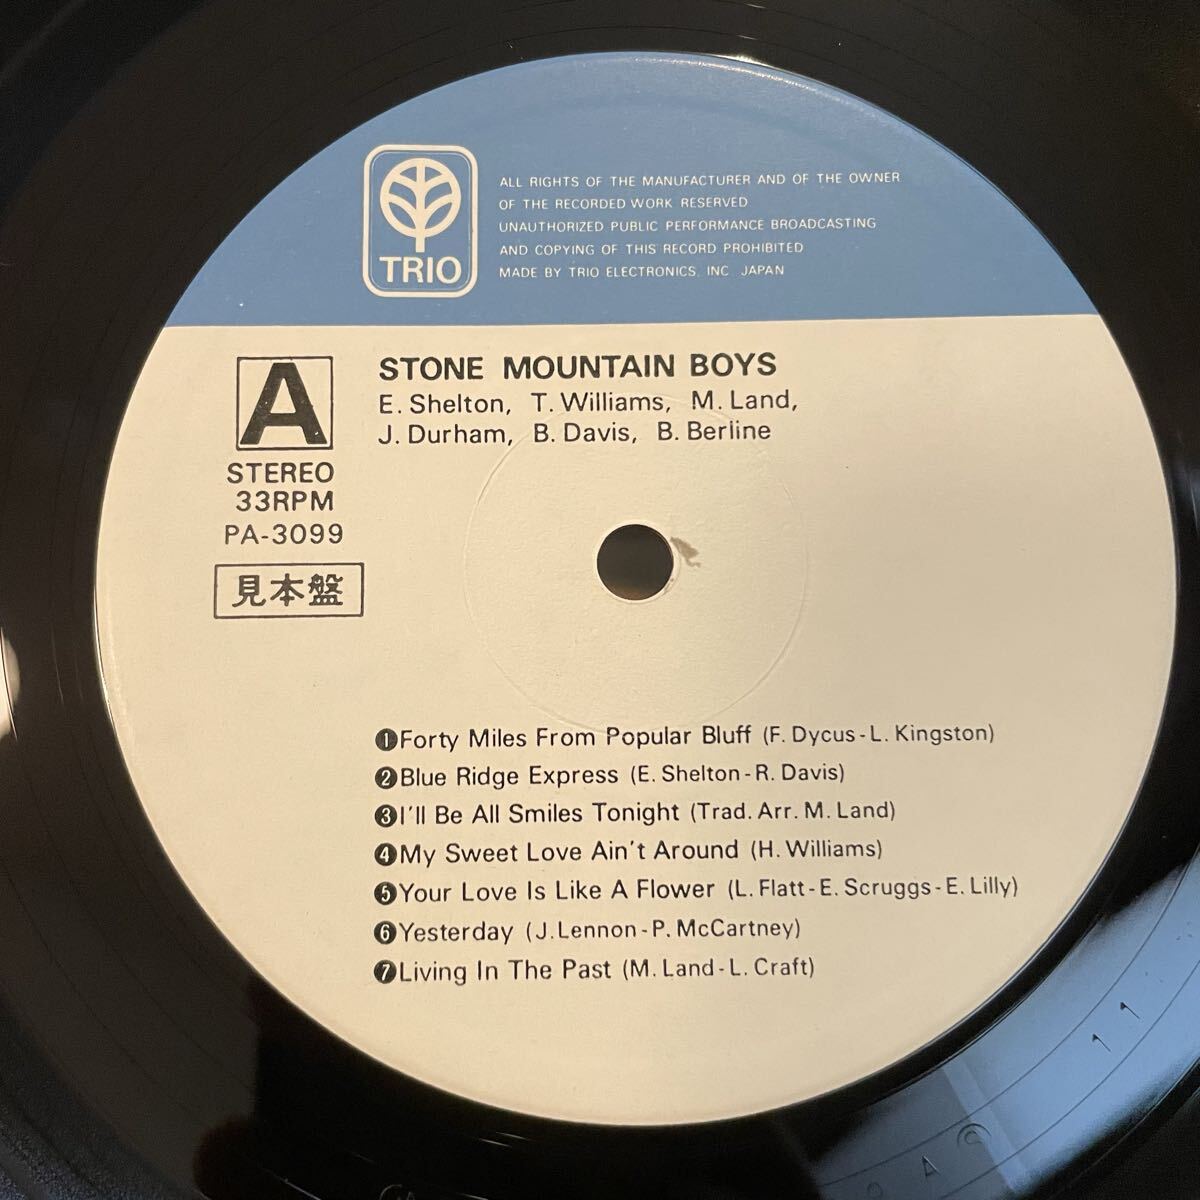 TRIO
ALL RIGHTS OF THE MANUFACTURER AND OF THE OWNER
OF THE RECORDED WORK RESERVED
UNAUTHORIZED PUBLIC PERFORMANCE BROADCASTING
AND COPYING OF THIS RECORD PROHIBITED
MADE BY TRIO ELECTRONICS, INC. JAPAN
A
STEREO
33RPM
PA-3099
見本盤
STONE MOUNTAIN BOYS
E. Shelton, T. Williams, M. Land,
J. Durham, B. Davis, B. Berline
❶Forty Miles From Popular Bluff (F. Dycus-L. Kingston)
❷Blue Ridge Express (E. Shelton-R. Davis)
❸I'll Be All Smiles Tonight (Trad. Arr. M. Land)
❹My Sweet Love Ain't Around (H. Williams)
❺Your Love Is Like A Flower (L. Flatt-E. Scruggs-E. Lilly)
❻Yesterday (J.Lennon-P. McCartney)
❼Living In The Past (M. Land-L. Craft)